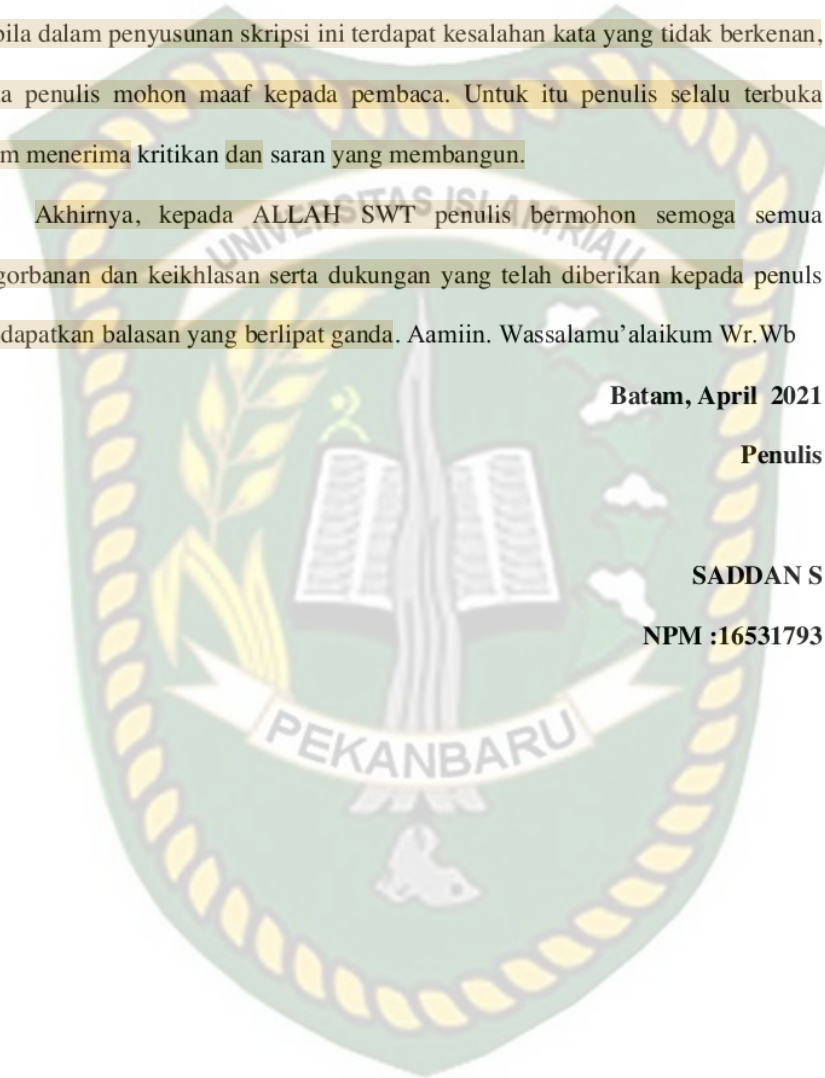 bila dalam penyusunan skripsi ini terdapat kesalahan kata yang tidak berkenan,
a penulis mohon maaf kepada pembaca. Untuk itu penulis selalu terbuka
m menerima kritikan dan saran yang membangun.
Akhirnya, kepada ALLAH SWT penulis bermohon semoga semua
gorbanan dan keikhlasan serta dukungan yang telah diberikan kepada penuls
dapatkan balasan yang berlipat ganda. Aamiin. Wassalamu’alaikum Wr.Wb
Batam, April 2021
Penulis
SADDAN S
NPM :16531793
UNIVERSITAS ISLAM RIAU
PEKANBARU